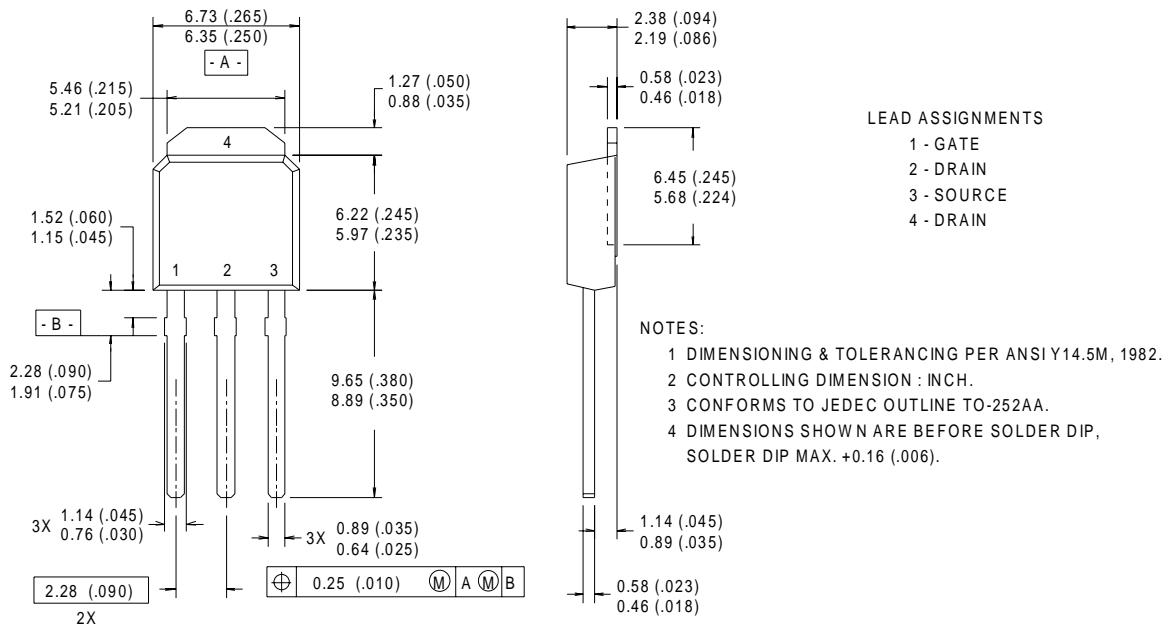 6.73 (.265)
6.35 (.250)
- A -
5.46 (.215)
5.21 (.205)
1.27 (.050)
0.88 (.035)
4
1.52 (.060)
1.15 (.045)
6.22 (.245)
5.97 (.235)
1 2 3
- B -
2.28 (.090)
1.91 (.075)
9.65 (.380)
8.89 (.350)
3X 1.14 (.045)
0.76 (.030)
3X 0.89 (.035)
0.64 (.025)
2.28 (.090)
2X
⌖ 0.25 (.010) Ⓜ A Ⓜ B
2.38 (.094)
2.19 (.086)
0.58 (.023)
0.46 (.018)
6.45 (.245)
5.68 (.224)
1.14 (.045)
0.89 (.035)
0.58 (.023)
0.46 (.018)
LEAD ASSIGNMENTS
1 - GATE
2 - DRAIN
3 - SOURCE
4 - DRAIN
NOTES:
1 DIMENSIONING & TOLERANCING PER ANSI Y14.5M, 1982.
2 CONTROLLING DIMENSION : INCH.
3 CONFORMS TO JEDEC OUTLINE TO-252AA.
4 DIMENSIONS SHOWN ARE BEFORE SOLDER DIP,
SOLDER DIP MAX. +0.16 (.006).